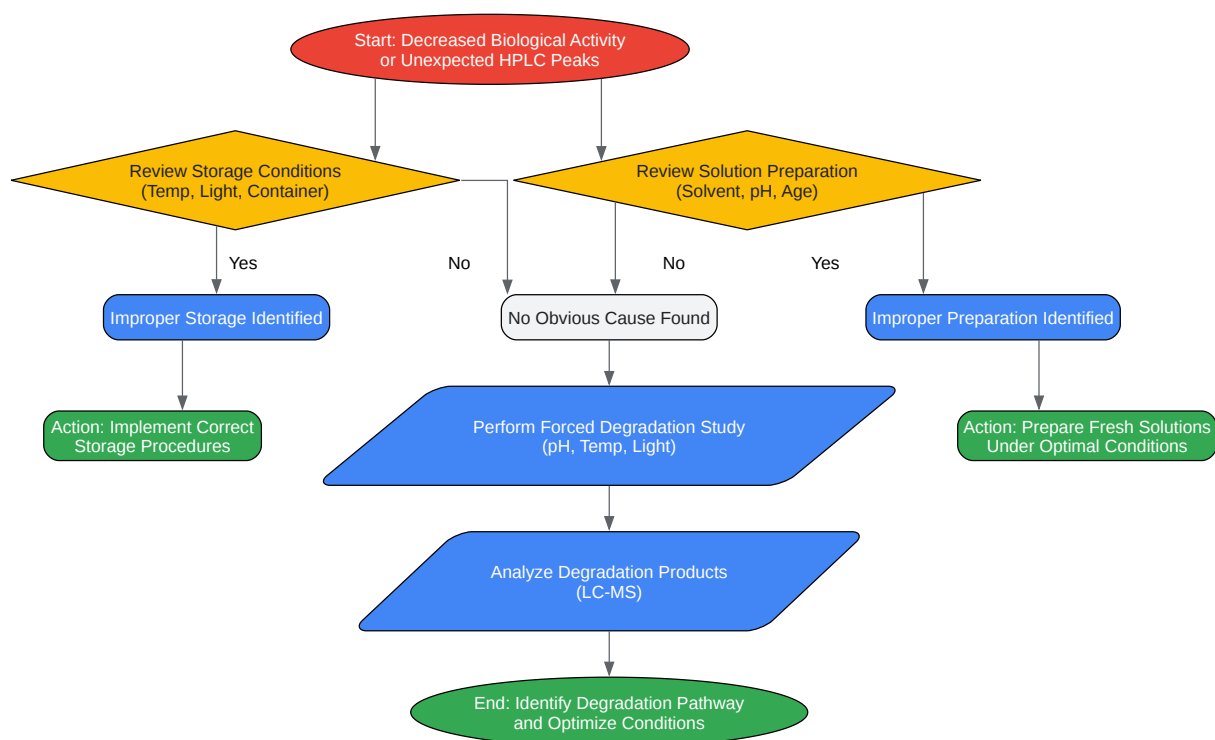 Start: Decreased Biological Activity
or Unexpected HPLC Peaks
Review Storage Conditions
(Temp, Light, Container)
Review Solution Preparation
(Solvent, pH, Age)
Yes
No
No
Yes
Improper Storage Identified
No Obvious Cause Found
Improper Preparation Identified
Action: Implement Correct
Storage Procedures
Perform Forced Degradation Study
(pH, Temp, Light)
Action: Prepare Fresh Solutions
Under Optimal Conditions
Analyze Degradation Products
(LC-MS)
End: Identify Degradation Pathway
and Optimize Conditions